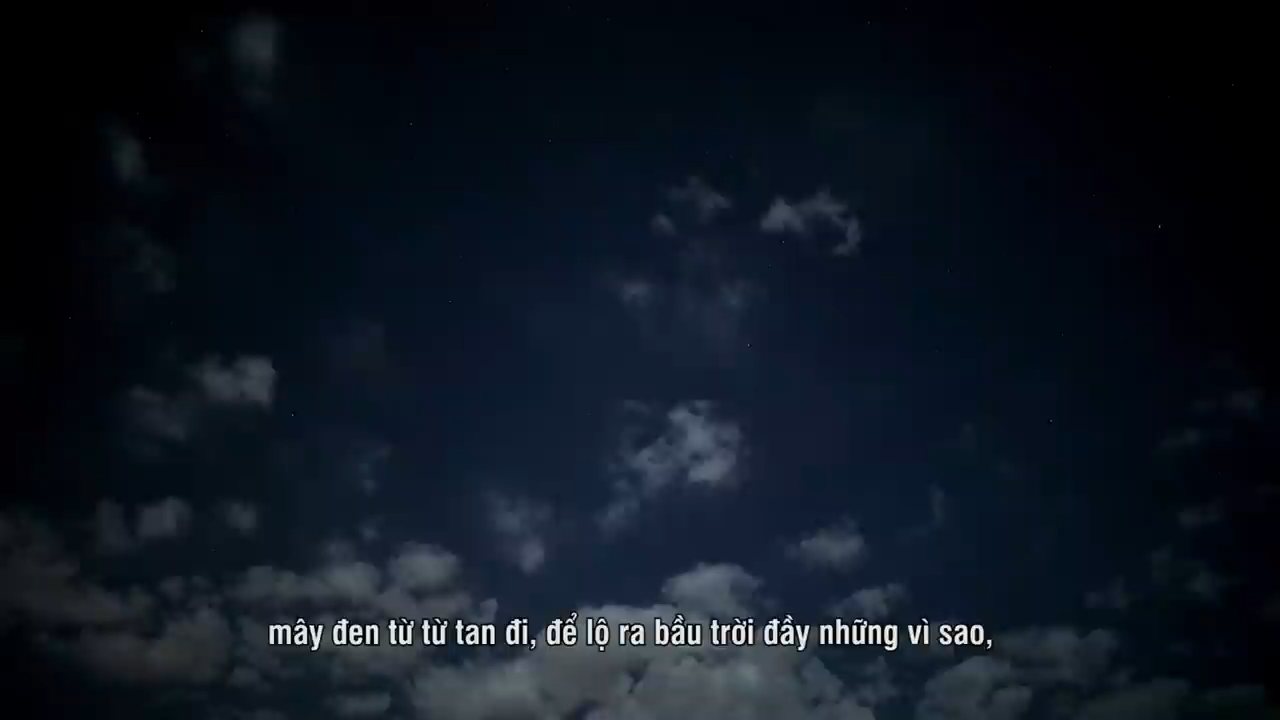 mây đen từ từ tan đi, để lộ ra bầu trời đầy những vì sao,